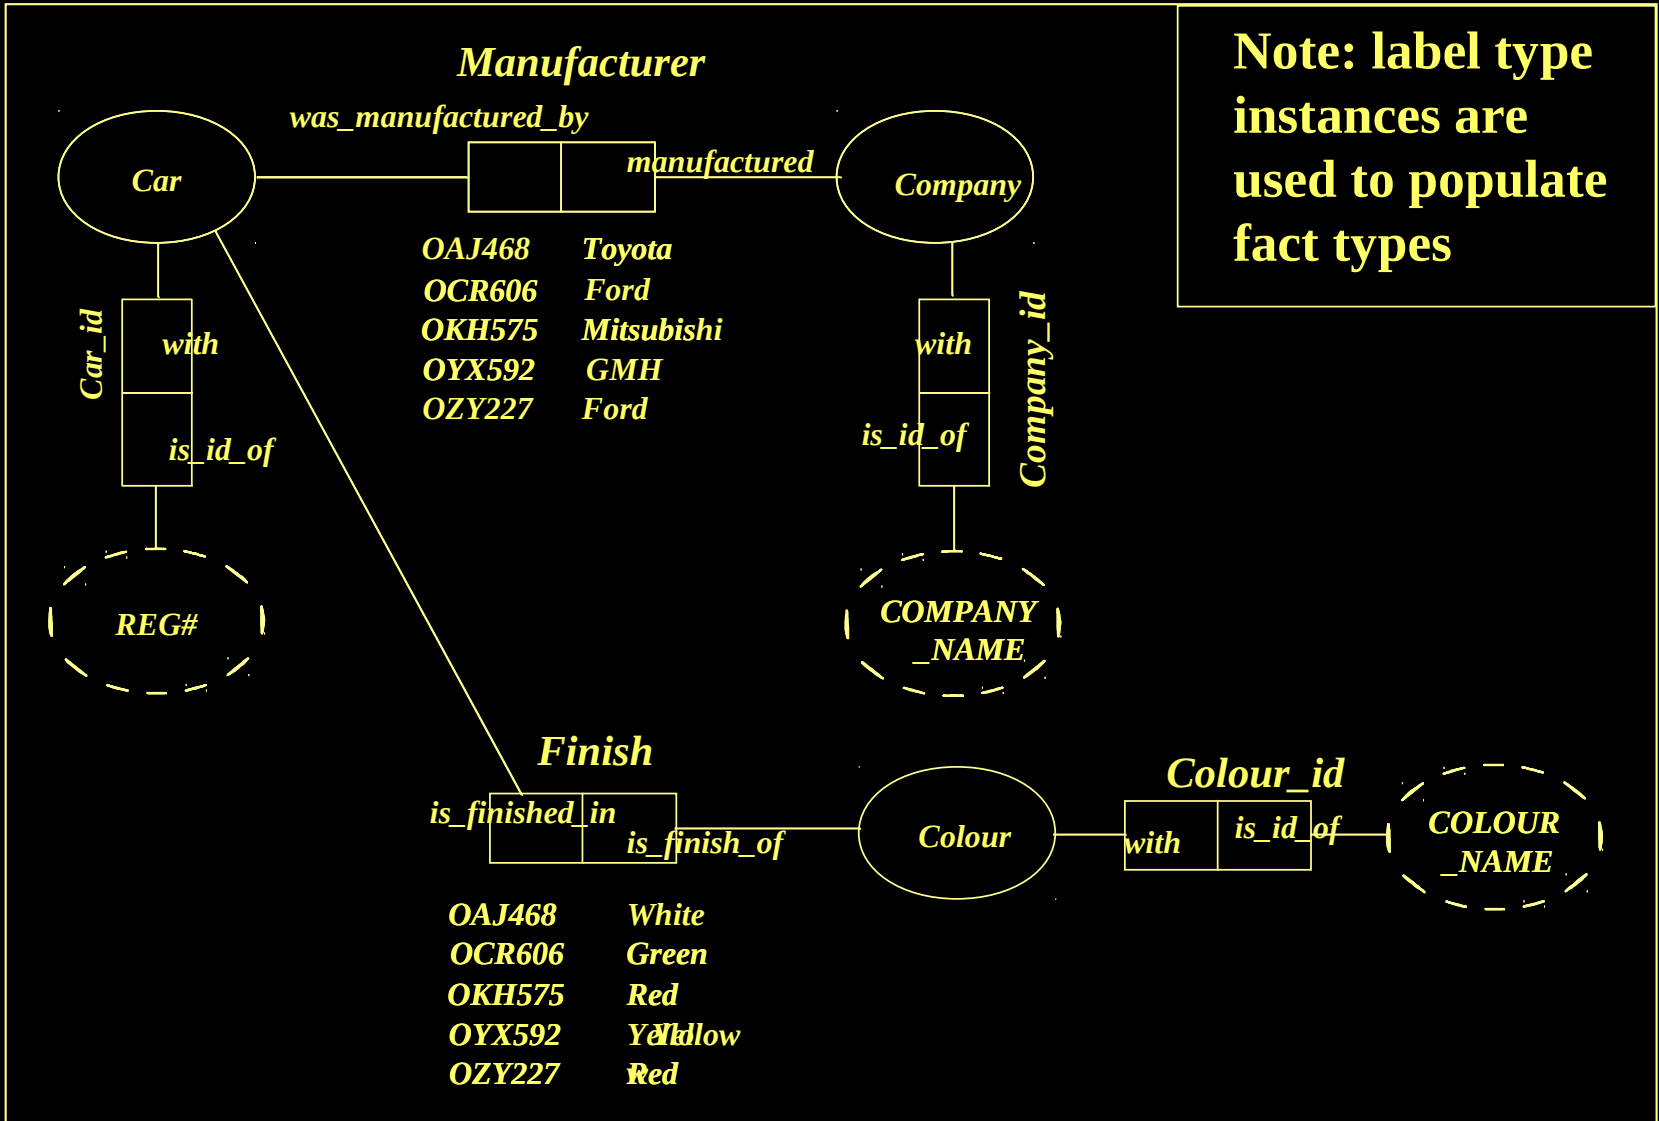 Manufacturer
Note: label type
instances are
used to populate
fact types
was_manufactured_by
manufactured
Car
Company
OAJ468 Toyota
OCR606 Ford
OKH575 Mitsubishi
OYX592 GMH
OZY227 Ford
Car_id
with
is_id_of
with
is_id_of
Company_id
REG#
COMPANY
_NAME
Finish
is_finished_in
is_finish_of
Colour
Colour_id
with
is_id_of
COLOUR
_NAME
OAJ468 White
OCR606 Green
OKH575 Red
OYX592 Yellow
OZY227 Red